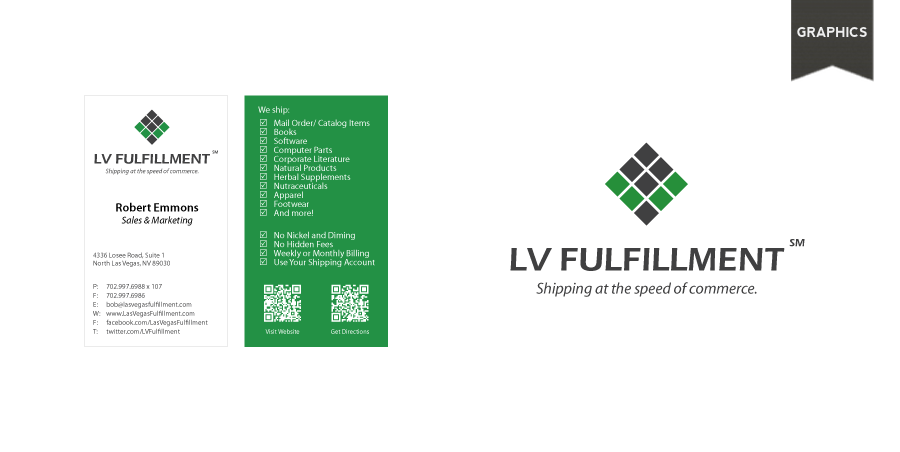 GRAPHICS
LV FULFILLMENT SM
Shipping at the speed of commerce.
Robert Emmons
Sales & Marketing
4336 Losee Road, Suite 1
North Las Vegas, NV 89030
P: 702.997.6988 x 107
F: 702.997.6986
E: bob@lasvegasfulfillment.com
W: www.LasVegasFulfillment.com
F: facebook.com/LasVegasFulfillment
T: twitter.com/LVFulfillment
We ship:
Mail Order/ Catalog Items
Books
Software
Computer Parts
Corporate Literature
Natural Products
Herbal Supplements
Nutraceuticals
Apparel
Footwear
And more!
No Nickel and Diming
No Hidden Fees
Weekly or Monthly Billing
Use Your Shipping Account
Visit Website
Get Directions
LV FULFILLMENT SM
Shipping at the speed of commerce.